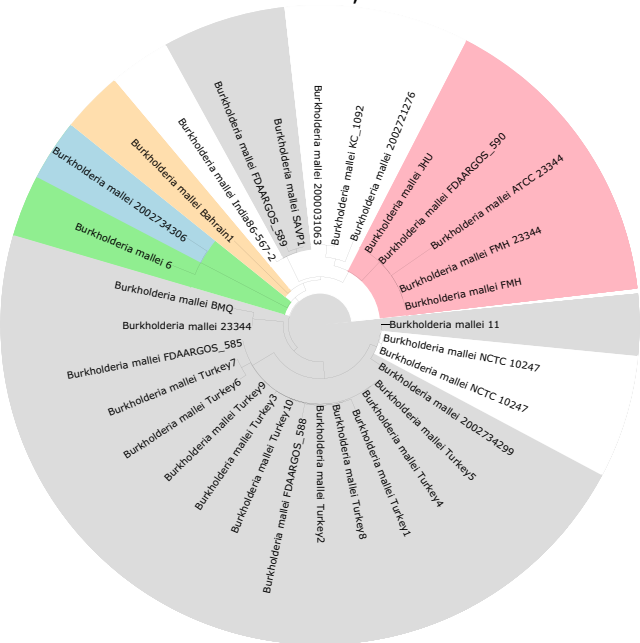 Burkholderia mallei FDAARGOS_589
Burkholderia mallei SAVP1
Burkholderia mallei 2000031063
Burkholderia mallei KC_1092
Burkholderia mallei 2002721276
Burkholderia mallei JHU
Burkholderia mallei FDAARGOS_590
Burkholderia mallei ATCC 23344
Burkholderia mallei FMH 23344
Burkholderia mallei FMH
Burkholderia mallei 11
Burkholderia mallei NCTC 10247
Burkholderia mallei NCTC 10247
Burkholderia mallei 2002734299
Burkholderia mallei Turkey5
Burkholderia mallei Turkey4
Burkholderia mallei Turkey1
Burkholderia mallei Turkey8
Burkholderia mallei Turkey2
Burkholderia mallei FDAARGOS_588
Burkholderia mallei Turkey10
Burkholderia mallei Turkey3
Burkholderia mallei Turkey9
Burkholderia mallei Turkey6
Burkholderia mallei Turkey7
Burkholderia mallei FDAARGOS_585
Burkholderia mallei 23344
Burkholderia mallei BMQ
Burkholderia mallei 6
Burkholderia mallei 2002734306
Burkholderia mallei Bahrain1
Burkholderia mallei India86-567-2